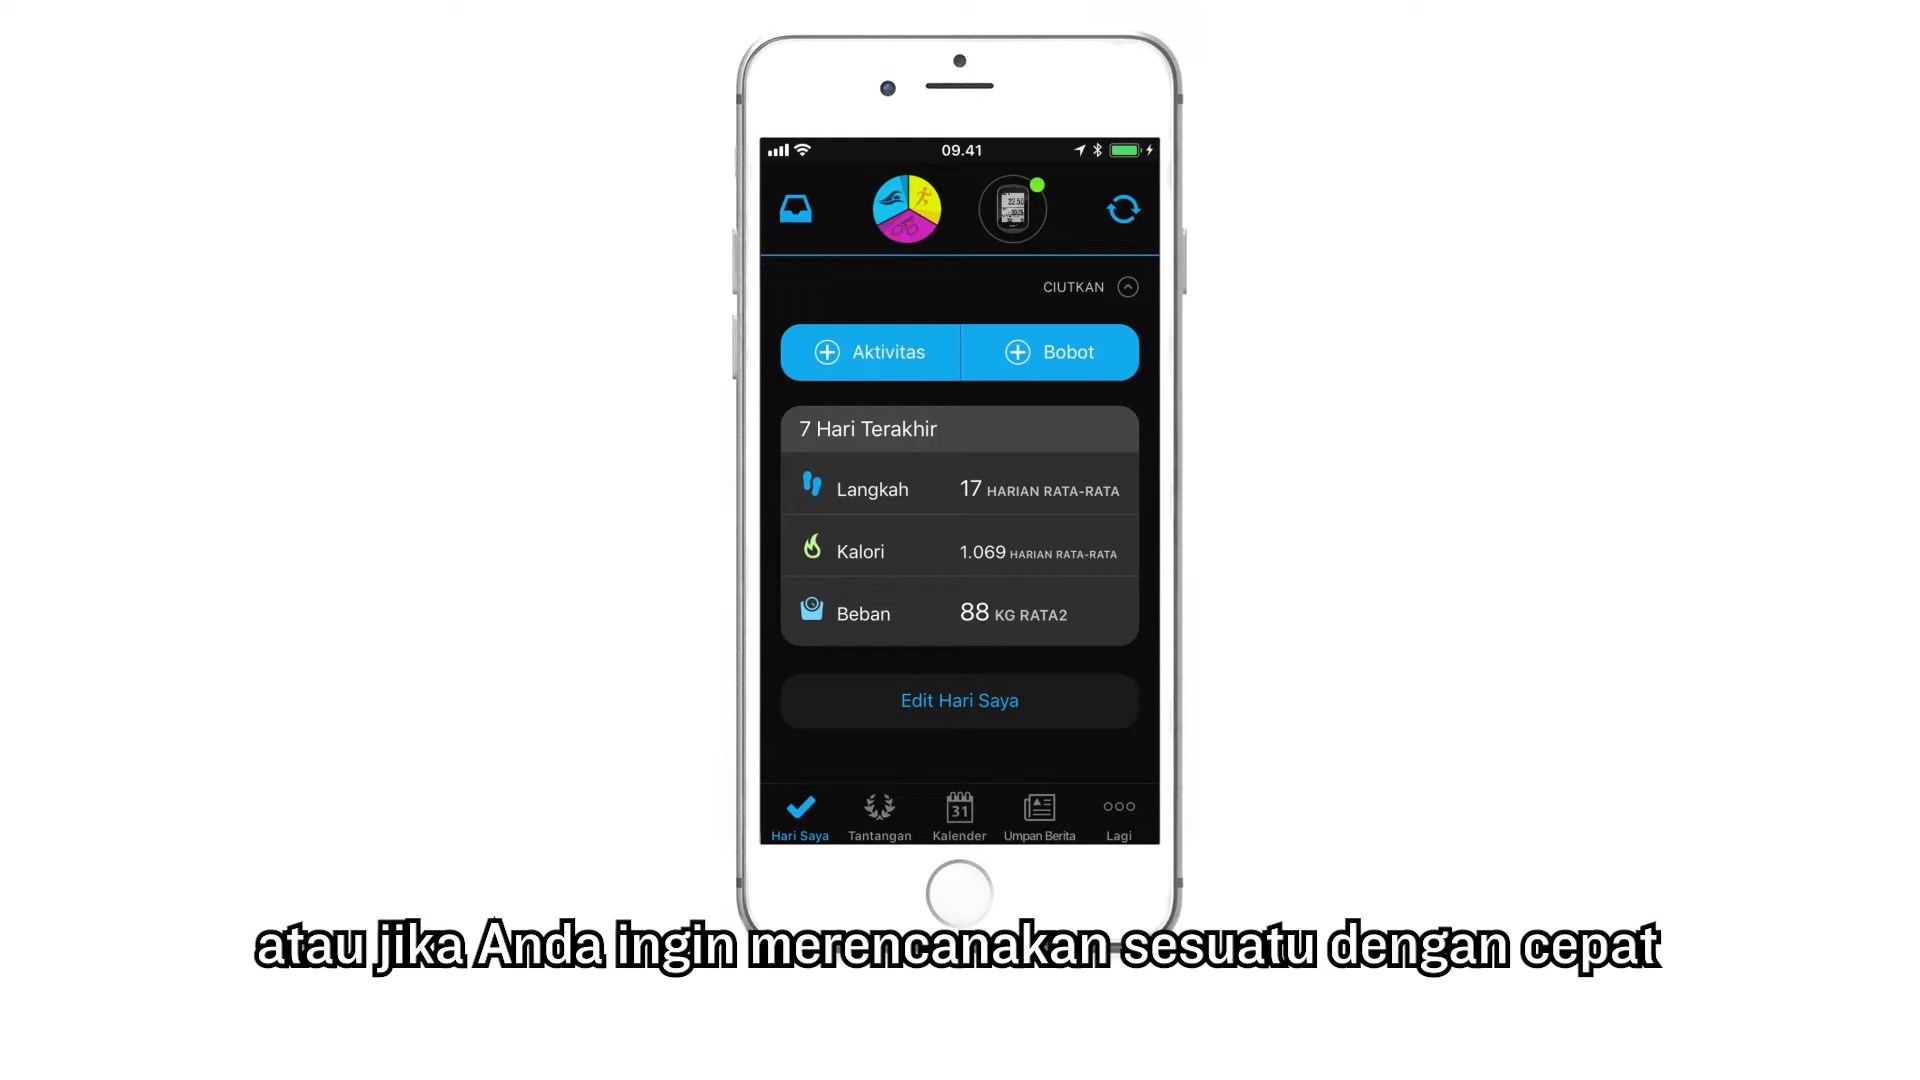 09.41
22.50
CIUTKAN
Aktivitas
Bobot
7 Hari Terakhir
Langkah 17 HARIAN RATA-RATA
Kalori 1.069 HARIAN RATA-RATA
Beban 88 KG RATA2
Edit Hari Saya
31
Hari Saya Tantangan Kalender Umpan Berita Lagi
atau jika Anda ingin merencanakan sesuatu dengan cepat